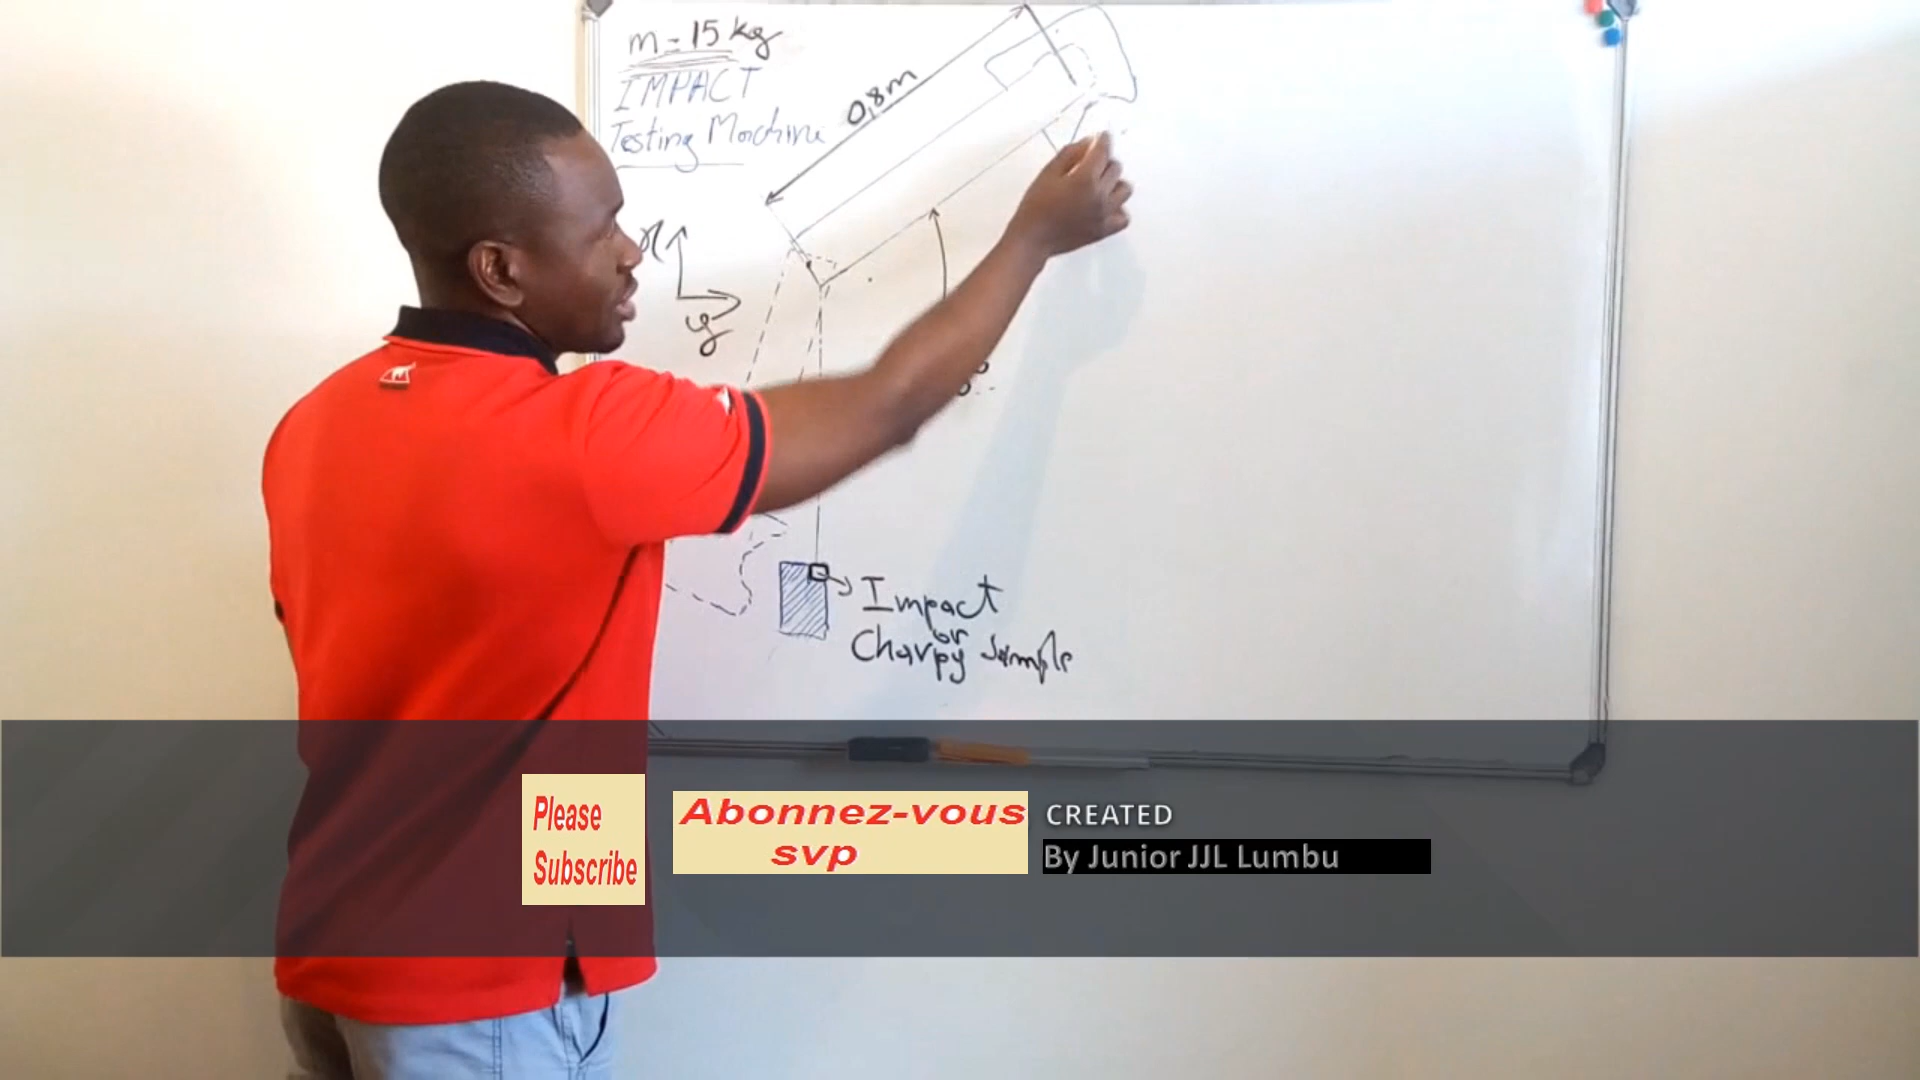 m = 15 kg
IMPACT
Testing Machine
0,8m
x
y
Impact
or
Charpy Sample
Please
Subscribe
Abonnez-vous
svp
CREATED
By Junior JJL Lumbu